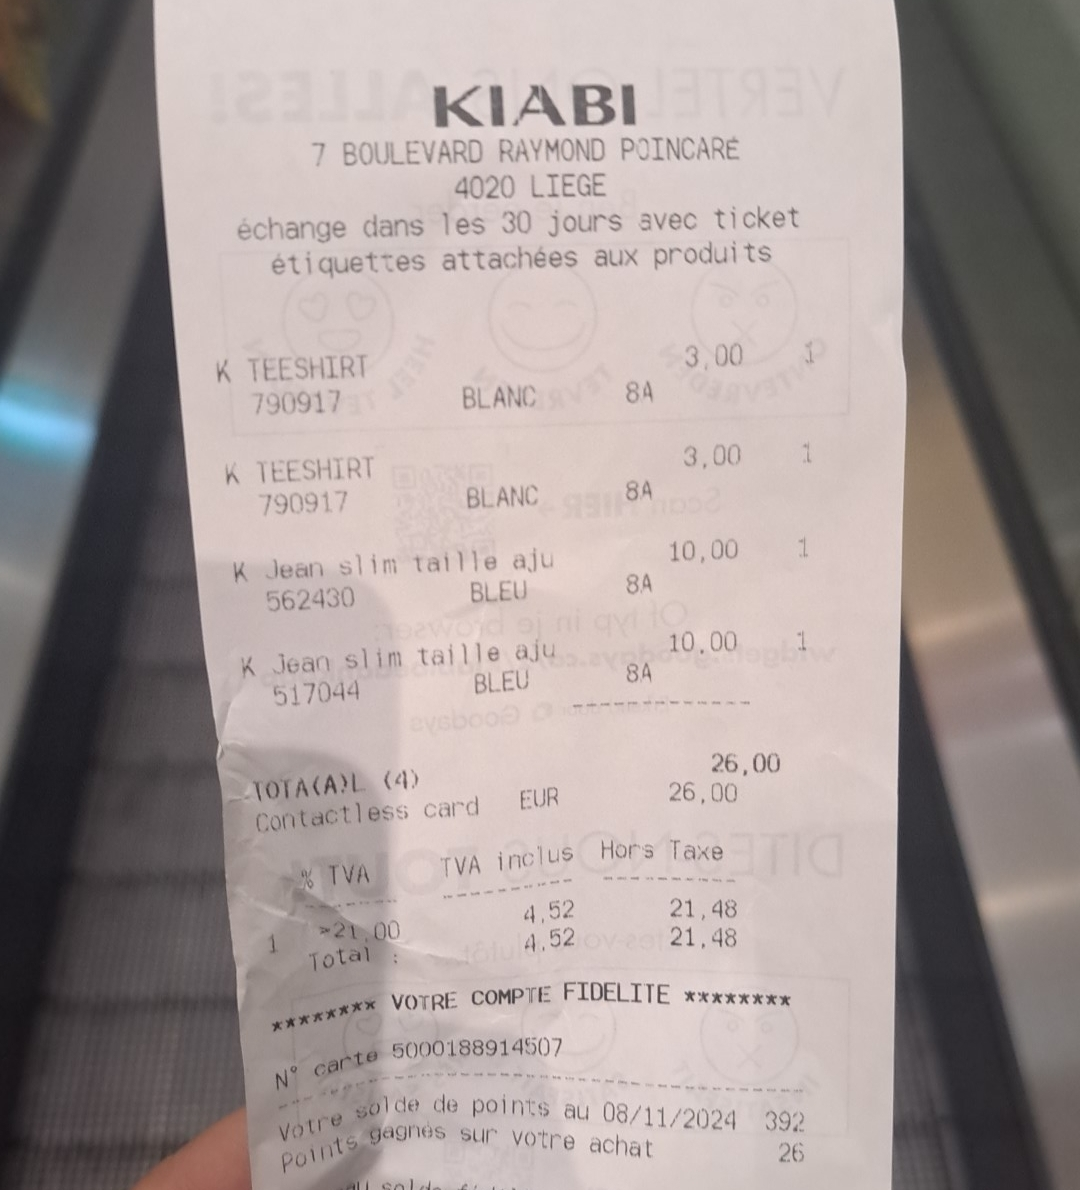 KIABI
7 BOULEVARD RAYMOND POINCARÉ
4020 LIEGE
échange dans les 30 jours avec ticket
étiquettes attachées aux produits
K TEESHIRT 3,00 1
790917 BLANC 8A
K TEESHIRT 3,00 1
790917 BLANC 8A
K Jean slim taille aju 10,00 1
562430 BLEU 8A
K Jean slim taille aju 10,00 1
517044 BLEU 8A
------------
TOTA(A)L (4) 26,00
Contactless card EUR 26,00
% TVA TVA inclus Hors Taxe
1 >21,00 4,52 21,48
Total : 4,52 21,48
******** VOTRE COMPTE FIDELITE ********
N° carte 5000188914507
Votre solde de points au 08/11/2024 392
Points gagnés sur votre achat 26